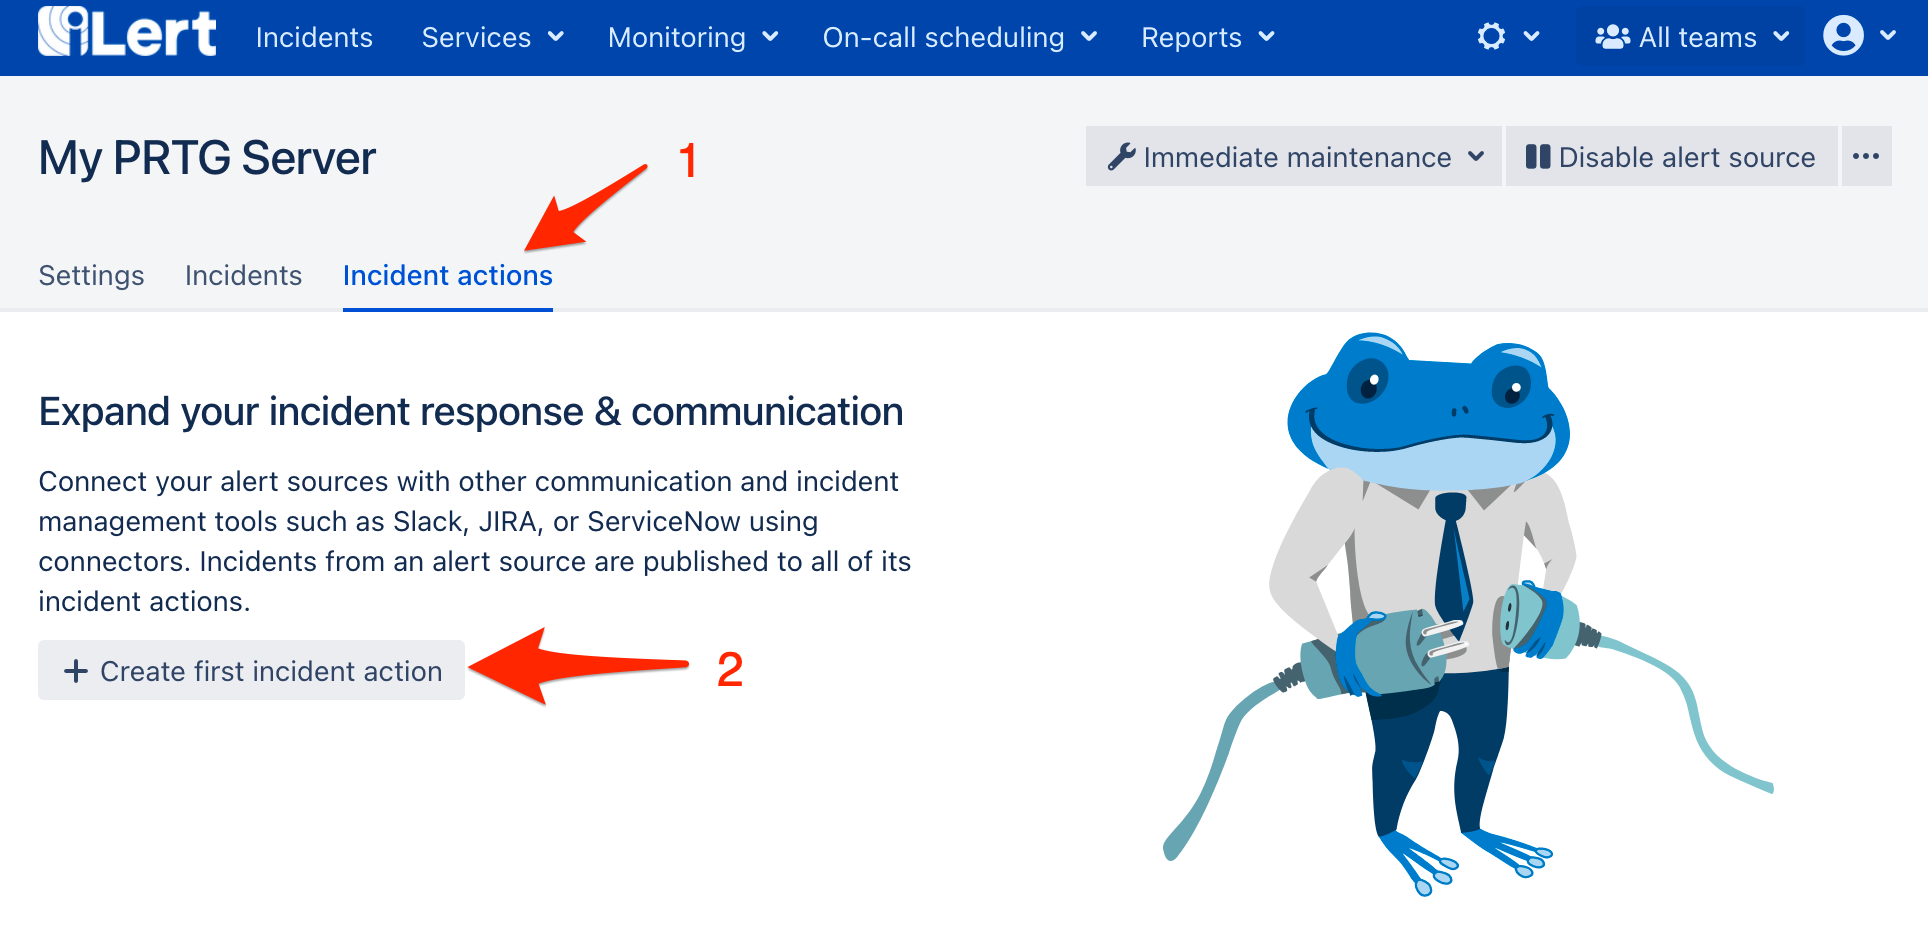 iLert Incidents Services Monitoring On-call scheduling Reports All teams
My PRTG Server
1
Immediate maintenance Disable alert source
Settings Incidents Incident actions
Expand your incident response & communication
Connect your alert sources with other communication and incident
management tools such as Slack, JIRA, or ServiceNow using
connectors. Incidents from an alert source are published to all of its
incident actions.
+ Create first incident action
2